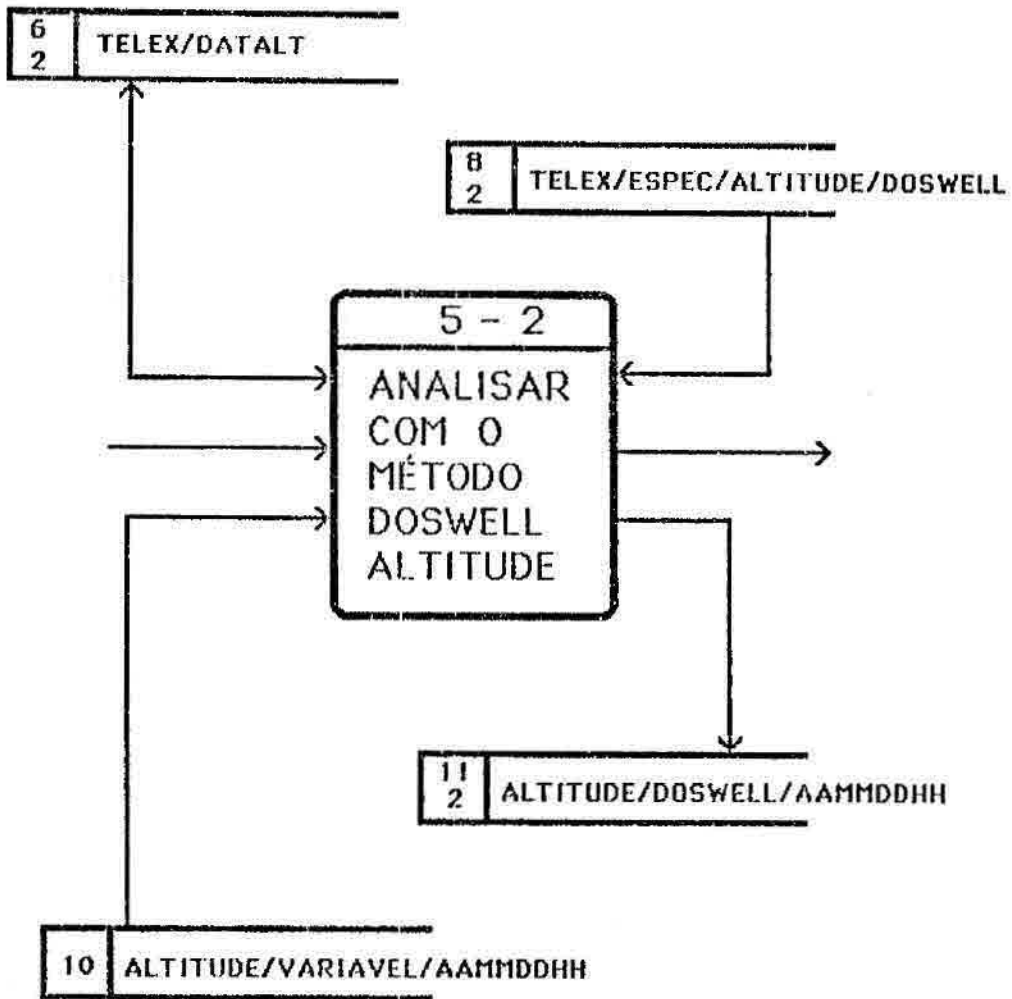 6
2
TELEX/DATALT
8
2
TELEX/ESPEC/ALTITUDE/DOSWELL
5 - 2
ANALISAR
COM O
MÉTODO
DOSWELL
ALTITUDE
11
2
ALTITUDE/DOSWELL/AAMMDDHH
10
ALTITUDE/VARIAVEL/AAMMDDHH